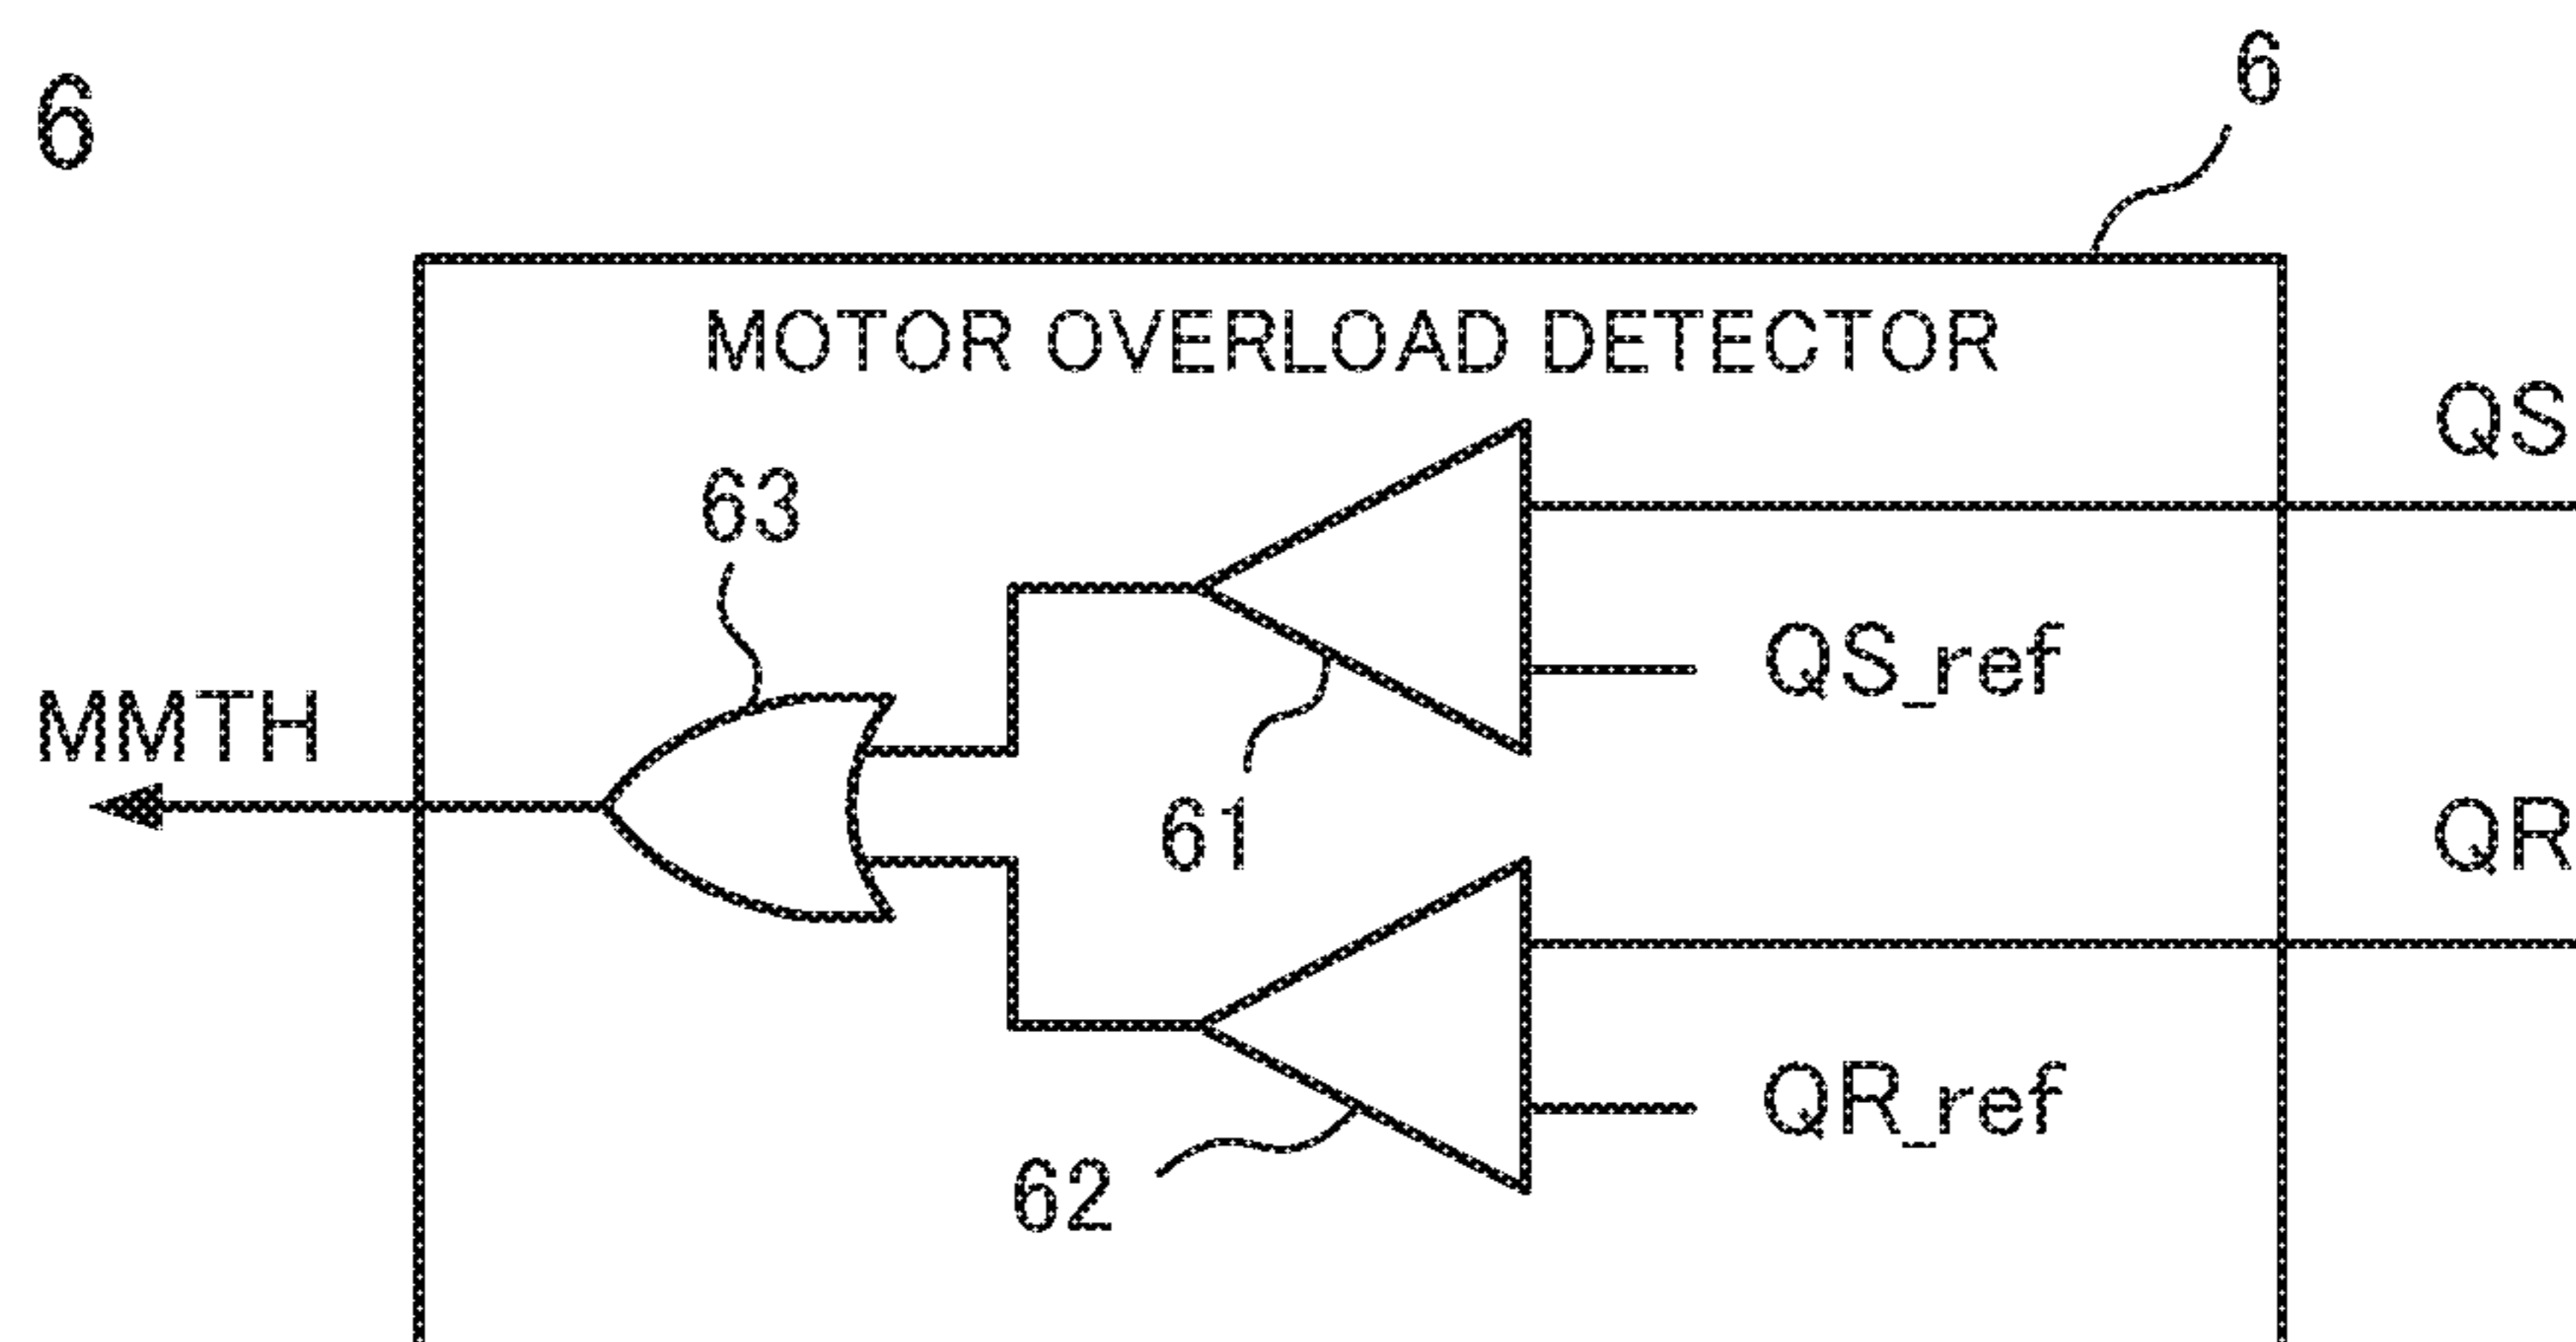 6
6
MOTOR OVERLOAD DETECTOR
QS
63
QS_ref
MMTH
61
QR
QR_ref
62